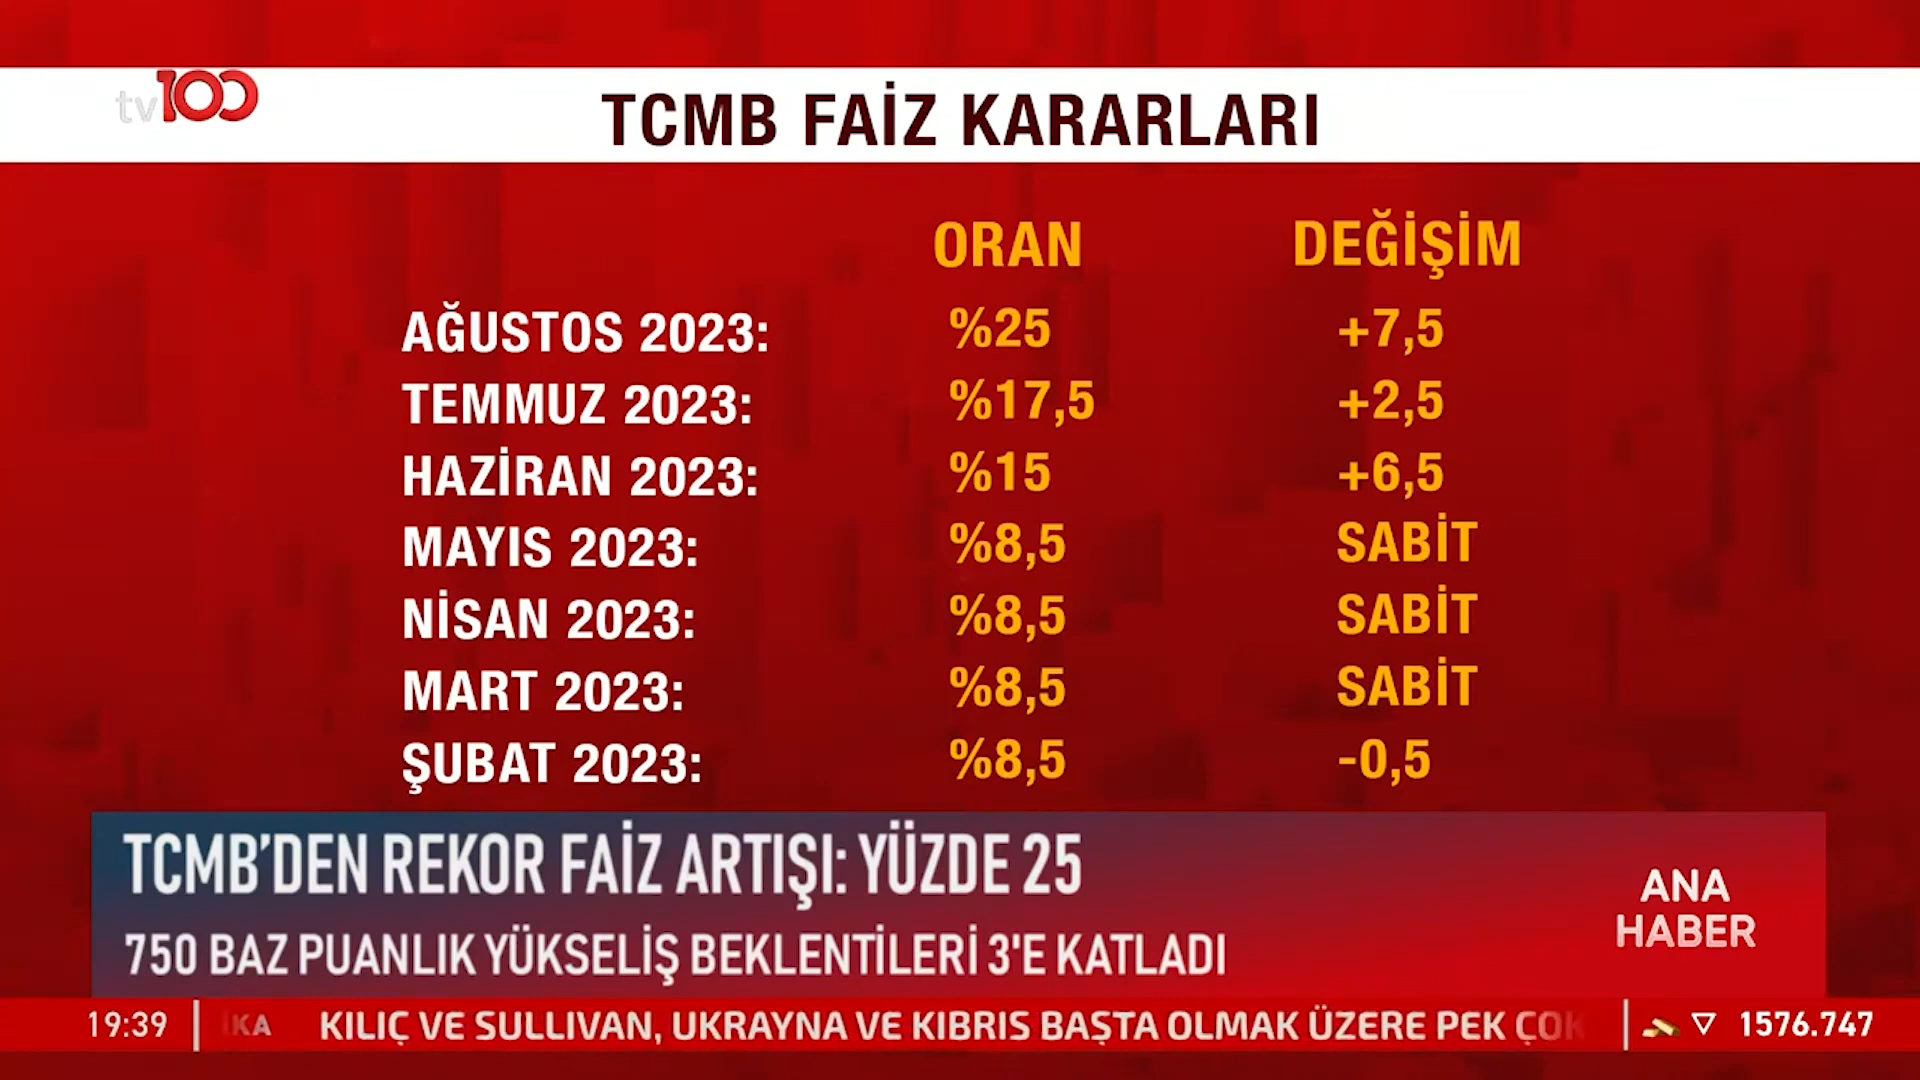 tv100
TCMB FAİZ KARARLARI
ORAN DEĞİŞİM
AĞUSTOS 2023: %25 +7,5
TEMMUZ 2023: %17,5 +2,5
HAZİRAN 2023: %15 +6,5
MAYIS 2023: %8,5 SABİT
NİSAN 2023: %8,5 SABİT
MART 2023: %8,5 SABİT
ŞUBAT 2023: %8,5 -0,5
TCMB'DEN REKOR FAİZ ARTIŞI: YÜZDE 25
750 BAZ PUANLIK YÜKSELİŞ BEKLENTİLERİ 3'E KATLADI
ANA
HABER
19:39 KILIÇ VE SULLIVAN, UKRAYNA VE KIBRIS BAŞTA OLMAK ÜZERE PEK ÇOK ▽ 1576.747